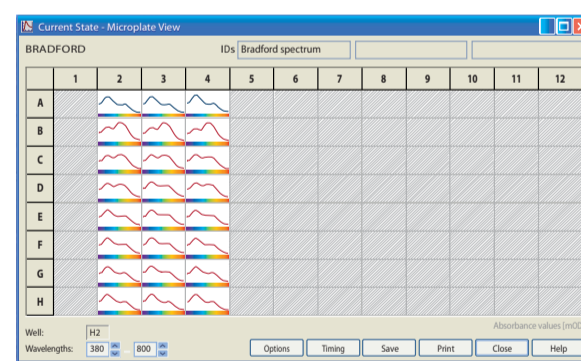 Current State - Microplate View
BRADFORD IDs Bradford spectrum
1 2 3 4 5 6 7 8 9 10 11 12
A
B
C
D
E
F
G
H
Absorbance values [mOD
Well: H2
Wavelengths: 380 ... 800 Options Timing Save Print Close Help